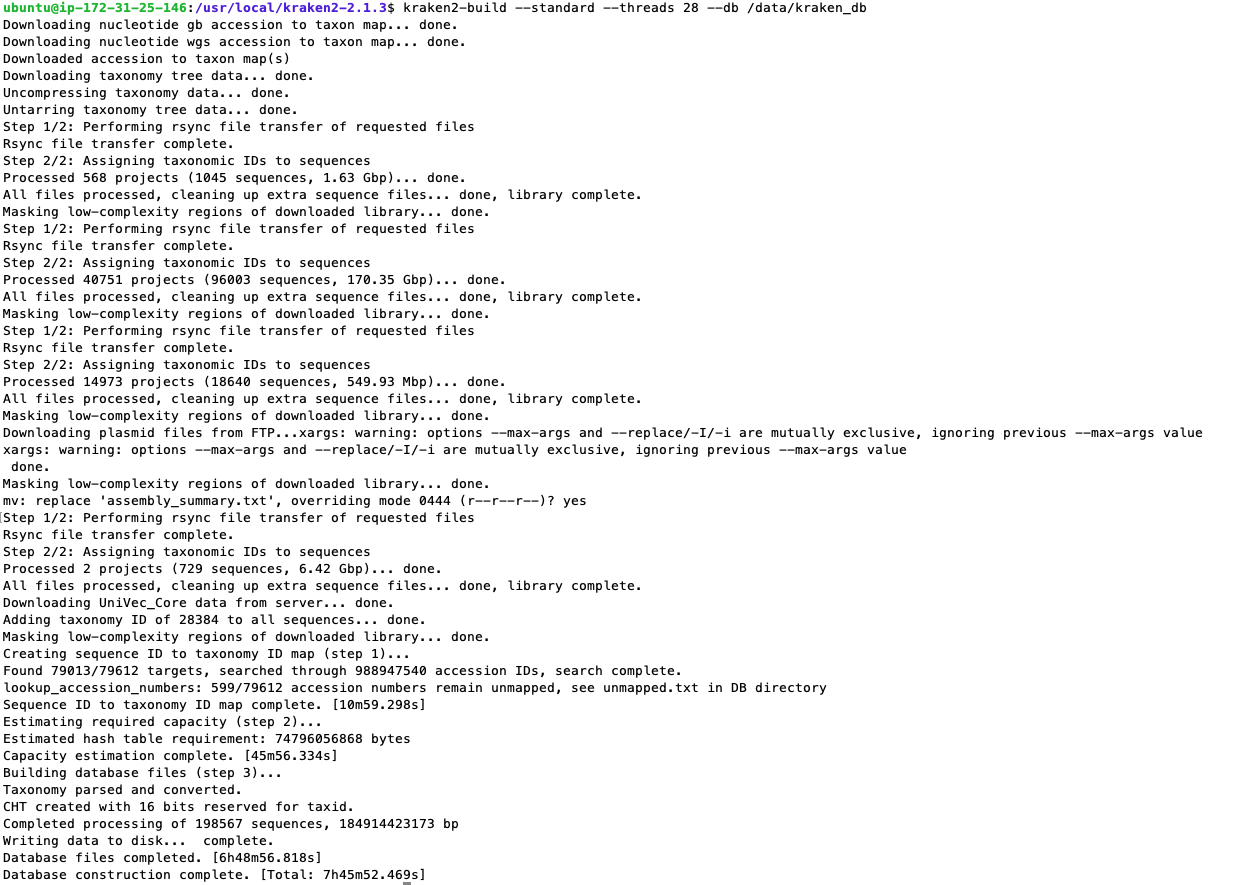 ubuntu@ip-172-31-25-146:/usr/local/kraken2-2.1.3$ kraken2-build --standard --threads 28 --db /data/kraken_db
Downloading nucleotide gb accession to taxon map... done.
Downloading nucleotide wgs accession to taxon map... done.
Downloaded accession to taxon map(s)
Downloading taxonomy tree data... done.
Uncompressing taxonomy data... done.
Untarring taxonomy tree data... done.
Step 1/2: Performing rsync file transfer of requested files
Rsync file transfer complete.
Step 2/2: Assigning taxonomic IDs to sequences
Processed 568 projects (1045 sequences, 1.63 Gbp)... done.
All files processed, cleaning up extra sequence files... done, library complete.
Masking low-complexity regions of downloaded library... done.
Step 1/2: Performing rsync file transfer of requested files
Rsync file transfer complete.
Step 2/2: Assigning taxonomic IDs to sequences
Processed 40751 projects (96003 sequences, 170.35 Gbp)... done.
All files processed, cleaning up extra sequence files... done, library complete.
Masking low-complexity regions of downloaded library... done.
Step 1/2: Performing rsync file transfer of requested files
Rsync file transfer complete.
Step 2/2: Assigning taxonomic IDs to sequences
Processed 14973 projects (18640 sequences, 549.93 Mbp)... done.
All files processed, cleaning up extra sequence files... done, library complete.
Masking low-complexity regions of downloaded library... done.
Downloading plasmid files from FTP...xargs: warning: options --max-args and --replace/-I/-i are mutually exclusive, ignoring previous --max-args value
xargs: warning: options --max-args and --replace/-I/-i are mutually exclusive, ignoring previous --max-args value
 done.
Masking low-complexity regions of downloaded library... done.
mv: replace 'assembly_summary.txt', overriding mode 0444 (r--r--r--)? yes
Step 1/2: Performing rsync file transfer of requested files
Rsync file transfer complete.
Step 2/2: Assigning taxonomic IDs to sequences
Processed 2 projects (729 sequences, 6.42 Gbp)... done.
All files processed, cleaning up extra sequence files... done, library complete.
Downloading UniVec_Core data from server... done.
Adding taxonomy ID of 28384 to all sequences... done.
Masking low-complexity regions of downloaded library... done.
Creating sequence ID to taxonomy ID map (step 1)...
Found 79013/79612 targets, searched through 988947540 accession IDs, search complete.
lookup_accession_numbers: 599/79612 accession numbers remain unmapped, see unmapped.txt in DB directory
Sequence ID to taxonomy ID map complete. [10m59.298s]
Estimating required capacity (step 2)...
Estimated hash table requirement: 74796056868 bytes
Capacity estimation complete. [45m56.334s]
Building database files (step 3)...
Taxonomy parsed and converted.
CHT created with 16 bits reserved for taxid.
Completed processing of 198567 sequences, 184914423173 bp
Writing data to disk...  complete.
Database files completed. [6h48m56.818s]
Database construction complete. [Total: 7h45m52.469s]